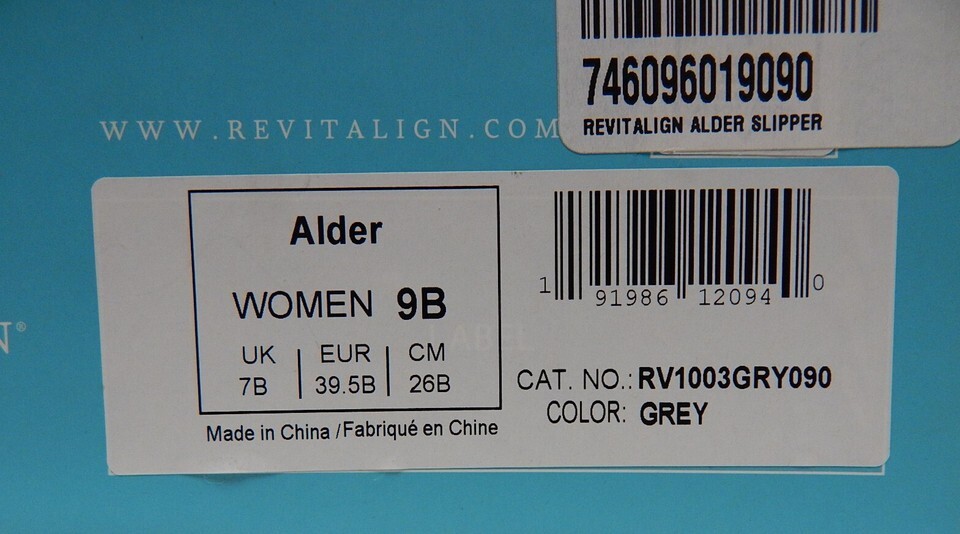 746096019090
REVITALIGN ALDER SLIPPER
WWW.REVITALIGN.COM
N®
Alder
WOMEN 9B
UK EUR CM
7B 39.5B 26B
Made in China / Fabriqué en Chine
1 91986 12094 0
CAT. NO.: RV1003GRY090
COLOR: GREY
LABEL